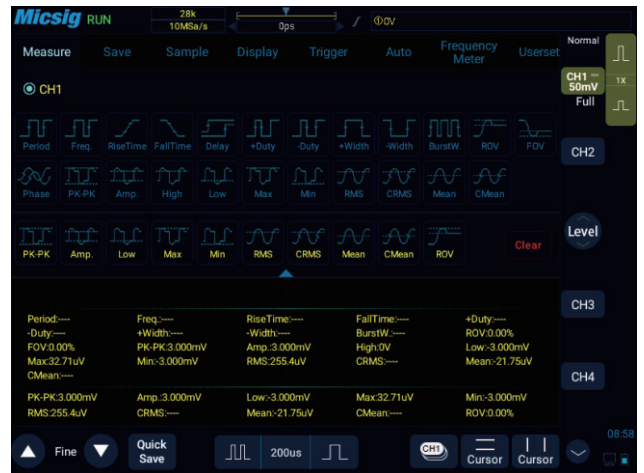 Micsig RUN 28k 10MSa/s 0ps 0V
Measure Save Sample Display Trigger Auto Frequency Meter Userset Normal
CH1 50mV 1X
Full
CH1
Period Freq. RiseTime FallTime Delay +Duty -Duty +Width -Width BurstW. ROV FOV
CH2
Phase PK-PK Amp. High Low Max Min RMS CRMS Mean CMean
Level
PK-PK Amp. Low Max Min RMS CRMS Mean CMean ROV Clear
CH3
Period:---- Freq.:---- RiseTime:---- FallTime:---- +Duty:----
-Duty:---- +Width:---- -Width:---- BurstW.:---- ROV:0.00%
FOV:0.00% PK-PK:3.000mV Amp.:3.000mV High:0V Low:-3.000mV
Max:32.71uV Min:-3.000mV RMS:255.4uV CRMS:---- Mean:-21.75uV
CMean:----
CH4
PK-PK:3.000mV Amp.:3.000mV Low:-3.000mV Max:32.71uV Min:-3.000mV
RMS:255.4uV CRMS:---- Mean:-21.75uV CMean:---- ROV:0.00%
08:58
Fine Quick Save 200us CH1 Cursor Cursor